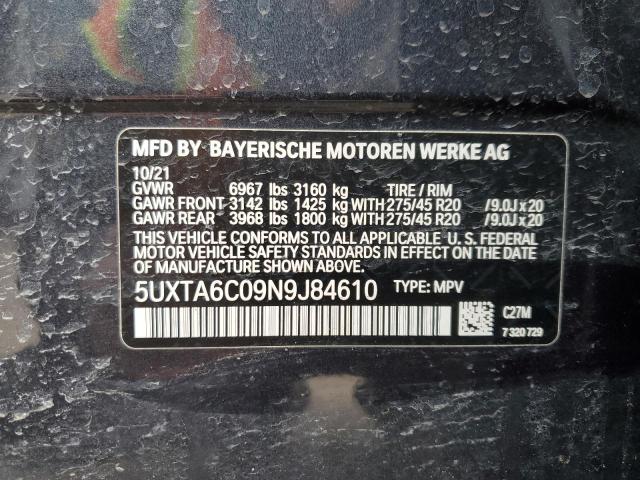 MFD BY BAYERISCHE MOTOREN WERKE AG
10/21
GVWR 6967 lbs 3160 kg TIRE / RIM
GAWR FRONT 3142 lbs 1425 kg WITH 275/45 R20 /9.0J x 20
GAWR REAR 3968 lbs 1800 kg WITH 275/45 R20 /9.0J x 20
THIS VEHICLE CONFORMS TO ALL APPLICABLE U. S. FEDERAL
MOTOR VEHICLE SAFETY STANDARDS IN EFFECT ON THE DATE
OF MANUFACTURE SHOWN ABOVE.
5UXTA6C09N9J84610 TYPE: MPV
C27M
7 320 729